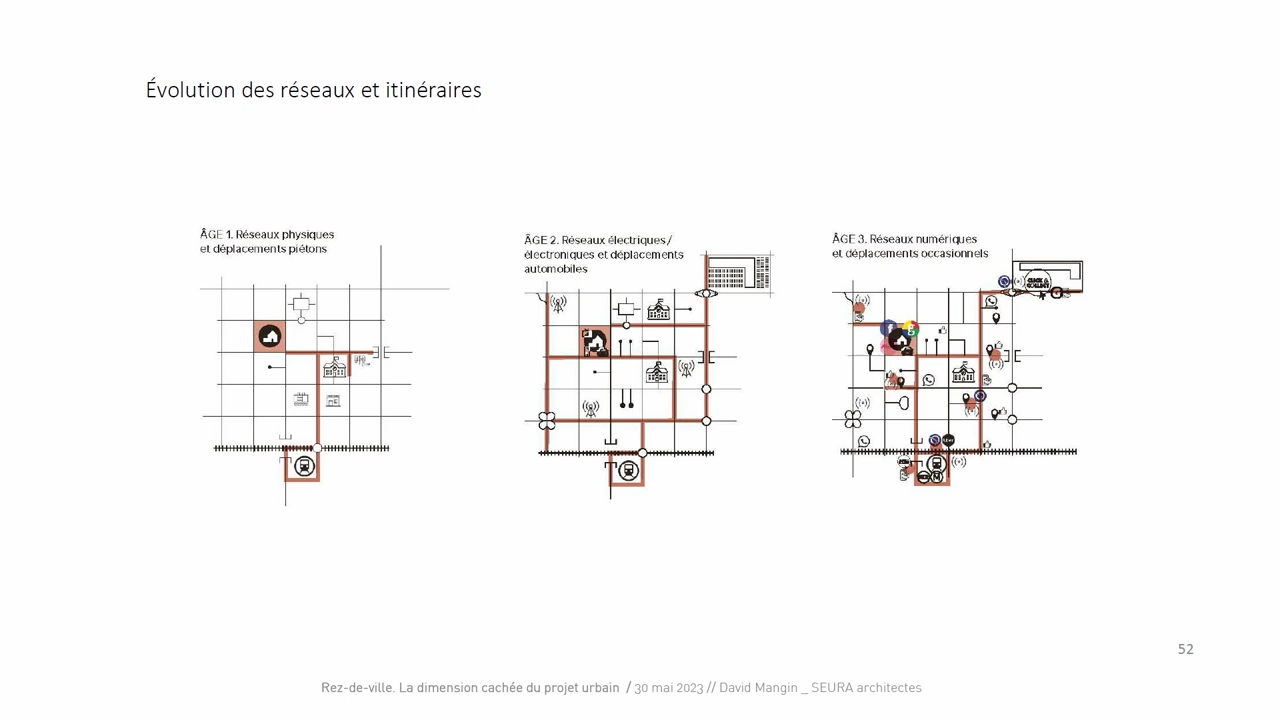 Évolution des réseaux et itinéraires
ÂGE 1. Réseaux physiques
et déplacements piétons
ÂGE 2. Réseaux électriques/
électroniques et déplacements
automobiles
ÂGE 3. Réseaux numériques
et déplacements occasionnels
CLICK &
COLLECT
52
Rez-de-ville. La dimension cachée du projet urbain / 30 mai 2023 // David Mangin _ SEURA architectes